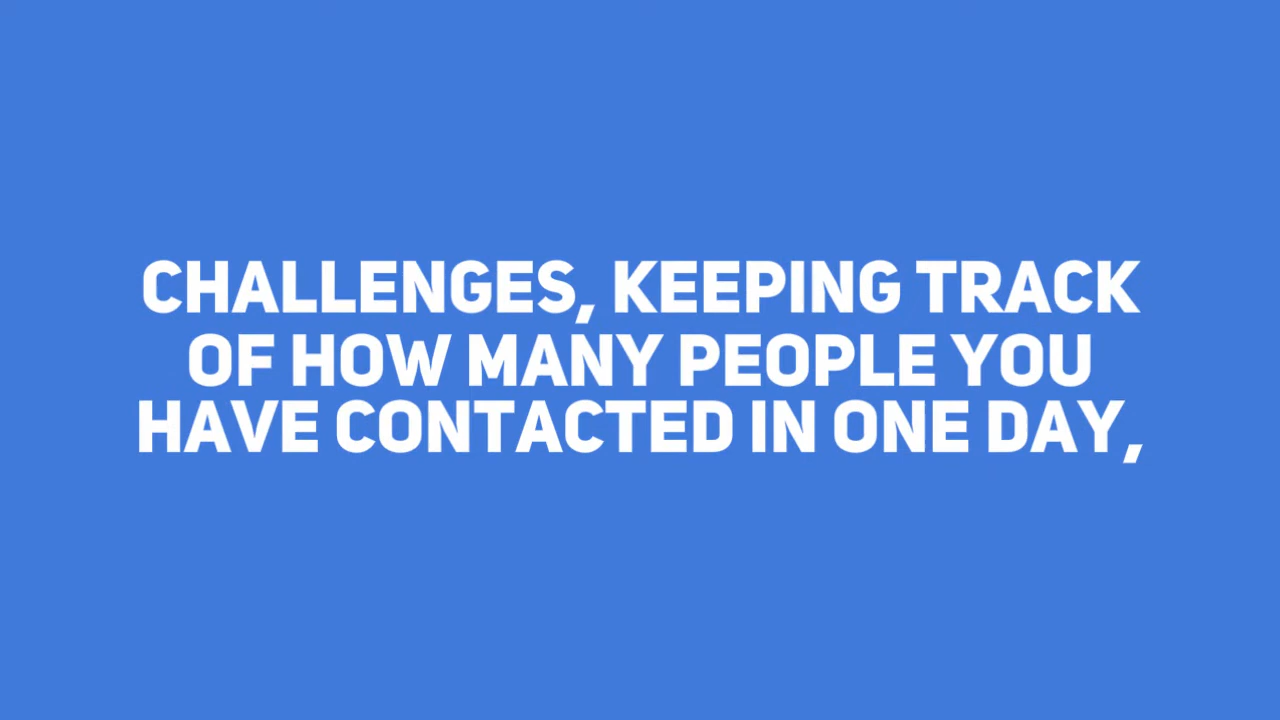 CHALLENGES, KEEPING TRACK
OF HOW MANY PEOPLE YOU
HAVE CONTACTED IN ONE DAY,